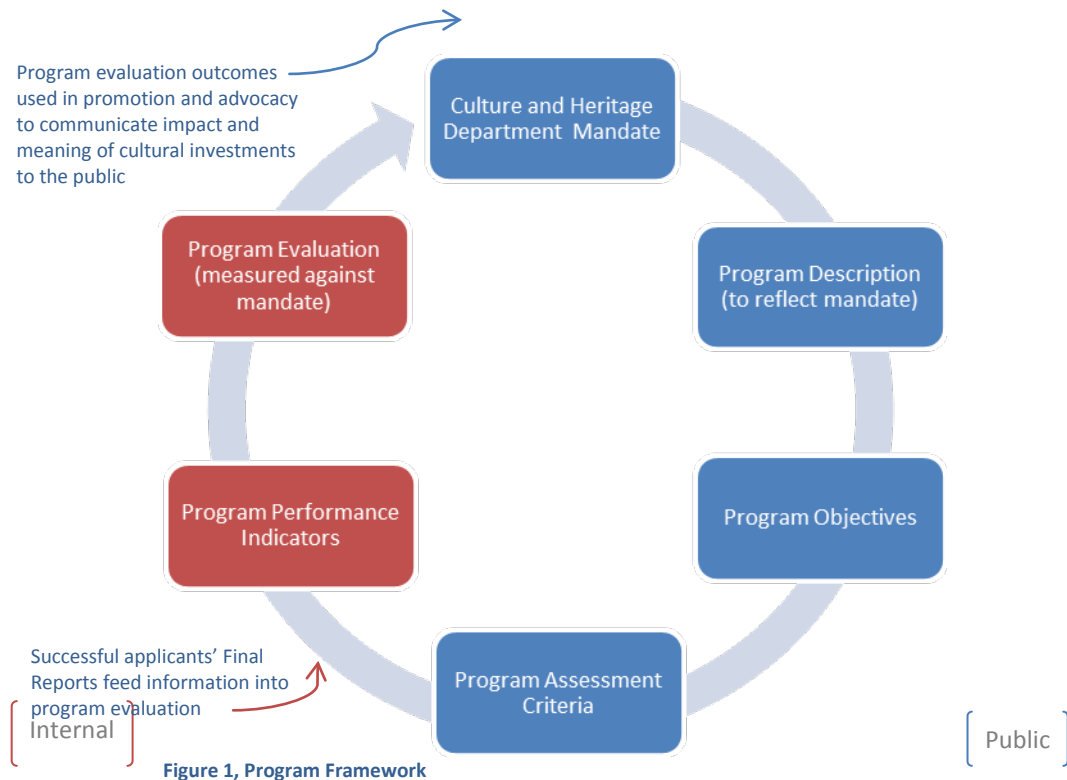 Program evaluation outcomes
used in promotion and advocacy
to communicate impact and
meaning of cultural investments
to the public
Culture and Heritage
Department Mandate
Program Description
(to reflect mandate)
Program Objectives
Program Assessment
Criteria
Program Performance
Indicators
Program Evaluation
(measured against
mandate)
Successful applicants’ Final
Reports feed information into
program evaluation
Internal
Public
Figure 1, Program Framework